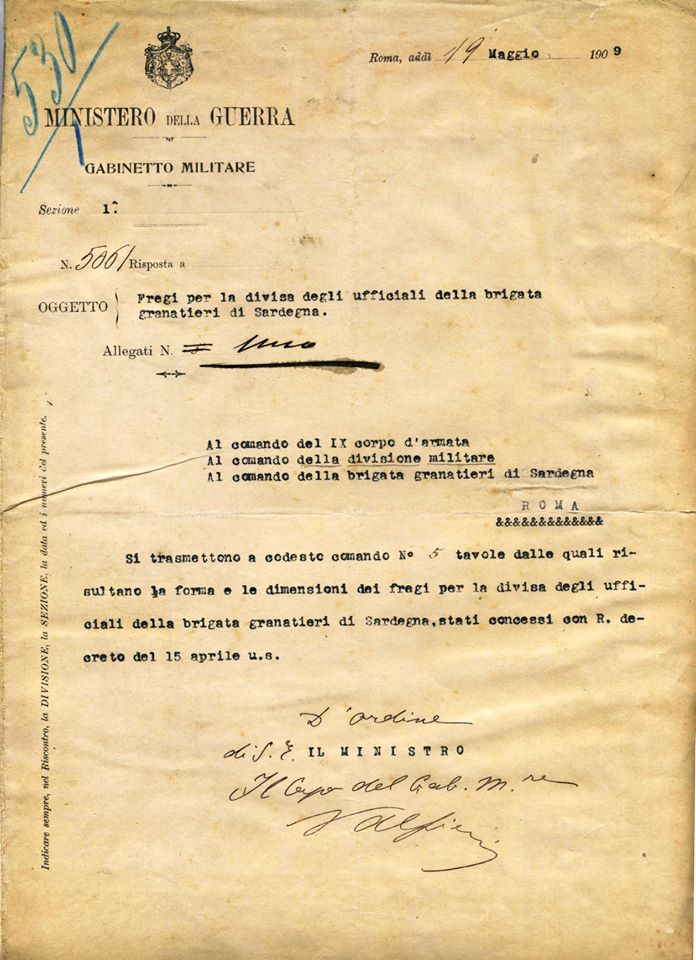 530
1
Roma, addì 19 Maggio 1909
MINISTERO DELLA GUERRA
GABINETTO MILITARE
Sezione 1.ª
N. 5061 Risposta a
OGGETTO Fregi per la divisa degli ufficiali della brigata
granatieri di Sardegna.
Allegati N. uno
Al comando del IX corpo d'armata
Al comando della divisione militare
Al comando della brigata granatieri di Sardegna
ROMA
&&&&&&&&&&&&&
Si trasmettono a codesto comando N° 5 tavole dalle quali ri-
sultano la forma e le dimensioni dei fregi per la divisa degli uffi-
ciali della brigata granatieri di Sardegna,stati concessi con R. de-
creto del 15 aprile u.s.
D'ordine
di S. E. IL MINISTRO
Il Capo del Gab. M.re
Indicare sempre, nel Riscontro, la DIVISIONE, la SEZIONE, la data ed i numeri del presente.